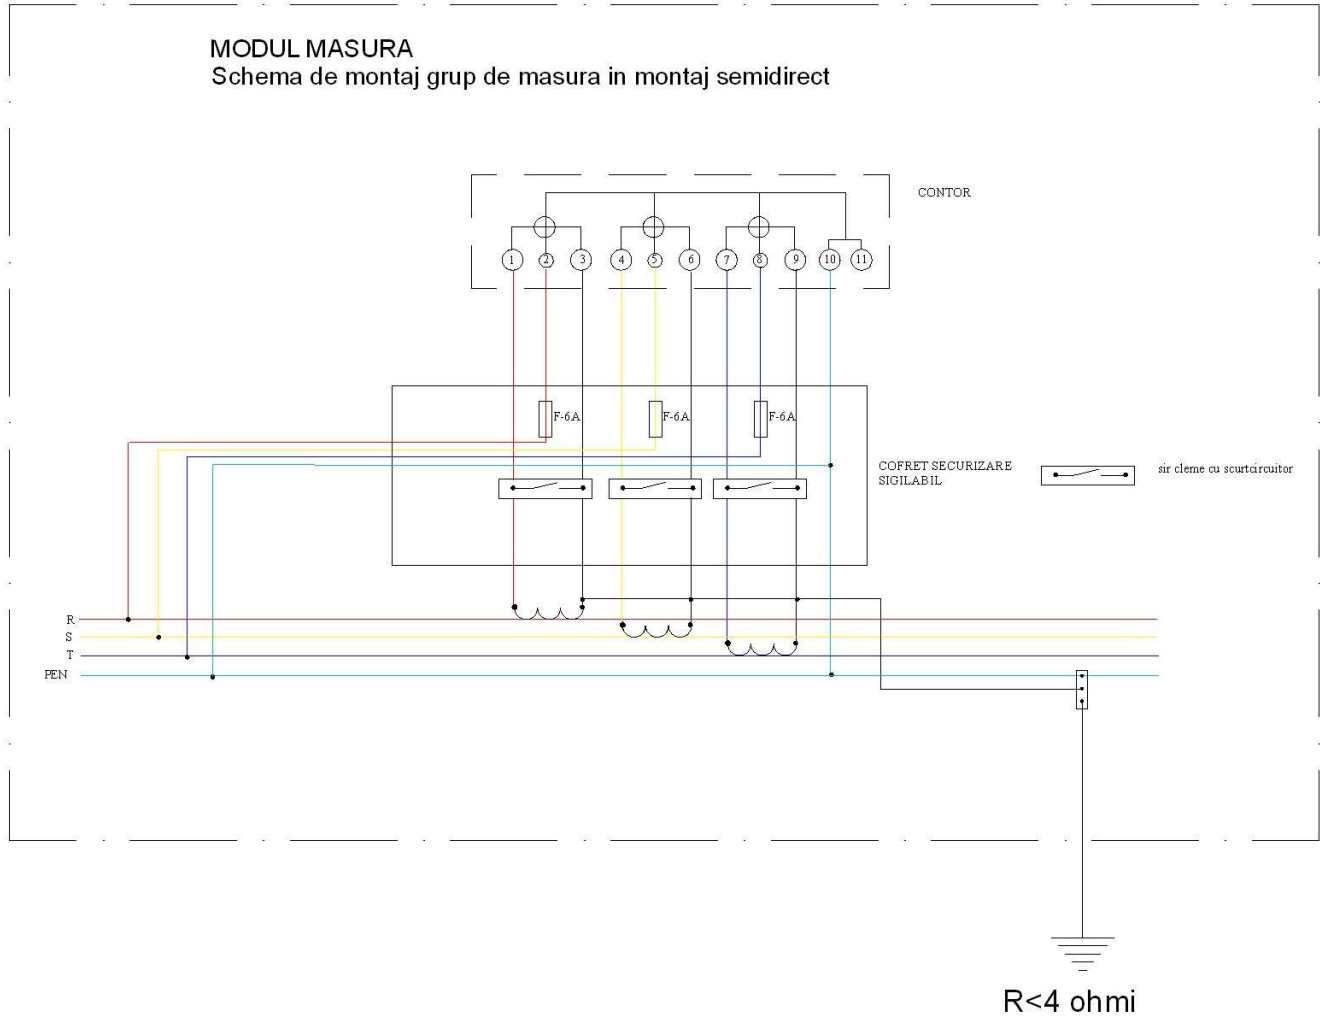 MODUL MASURA
Schema de montaj grup de masura in montaj semidirect
CONTOR
1 2 3 4 5 6 7 8 9 10 11
F-6A F-6A F-6A
COFRET SECURIZARE
SIGILABIL
sir cleme cu scurtcircuitor
R
S
T
PEN
R<4 ohmi